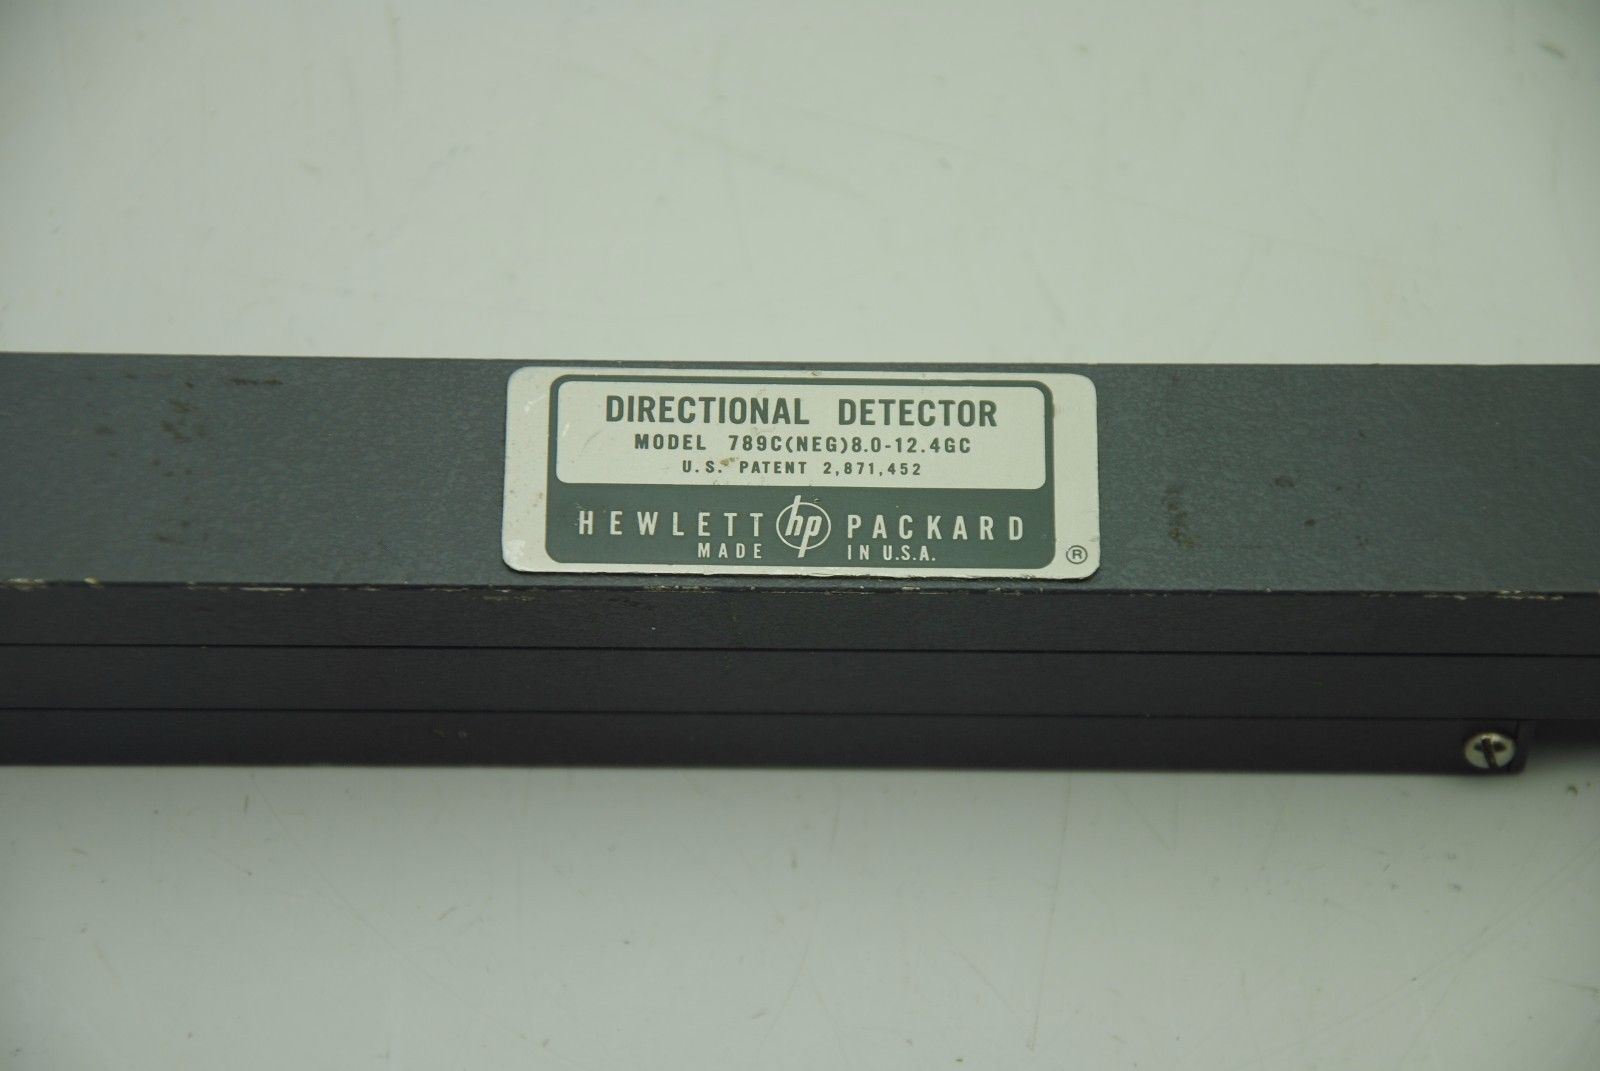 DIRECTIONAL DETECTOR
MODEL 789C(NEG)8.0-12.4GC
U.S. PATENT 2,871,452
HEWLETT hp PACKARD
MADE IN U.S.A.
®